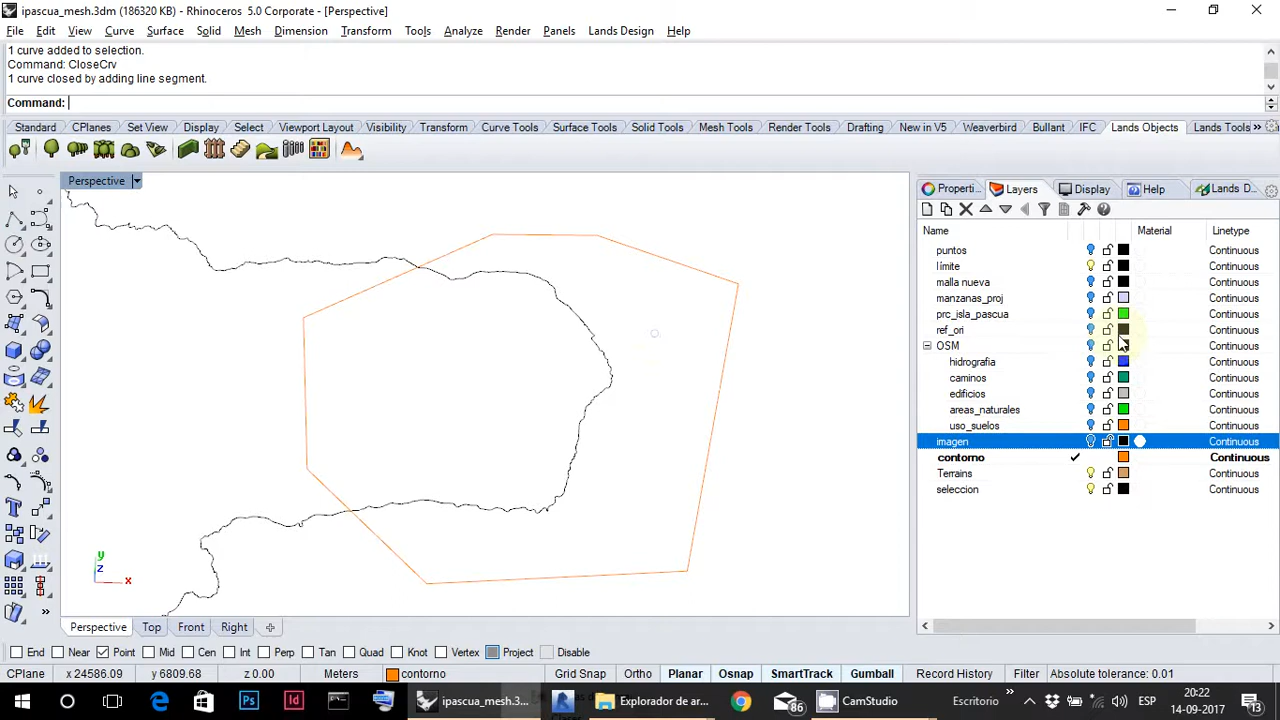 ipascua_mesh.3dm (186320 KB) - Rhinoceros 5.0 Corporate - [Perspective]
File Edit View Curve Surface Solid Mesh Dimension Transform Tools Analyze Render Panels Lands Design Help
1 curve added to selection.
Command: CloseCrv
1 curve closed by adding line segment.
Command:
Standard CPlanes Set View Display Select Viewport Layout Visibility Transform Curve Tools Surface Tools Solid Tools Mesh Tools Render Tools Drafting New in V5 Weaverbird Bullant IFC Lands Objects Lands Tools »
Perspective
Properti... Layers Display Help Lands D...
Name Material Linetype
puntos Continuous
límite Continuous
malla nueva Continuous
manzanas_proj Continuous
prc_isla_pascua Continuous
ref_ori Continuous
OSM Continuous
hidrografia Continuous
caminos Continuous
edificios Continuous
areas_naturales Continuous
uso_suelos Continuous
imagen Continuous
contorno Continuous
Terrains Continuous
seleccion Continuous
y
z x
Perspective Top Front Right
End Near Point Mid Cen Int Perp Tan Quad Knot Vertex Project Disable
CPlane x 24586.09 y 6809.68 z 0.00 Meters contorno Grid Snap Ortho Planar Osnap SmartTrack Gumball Record History Filter Absolute tolerance: 0.01
Ps Id ipascua_mesh.3d... Explorador de ar... 86 CamStudio Escritorio » ESP 20:22
14-09-2017 13